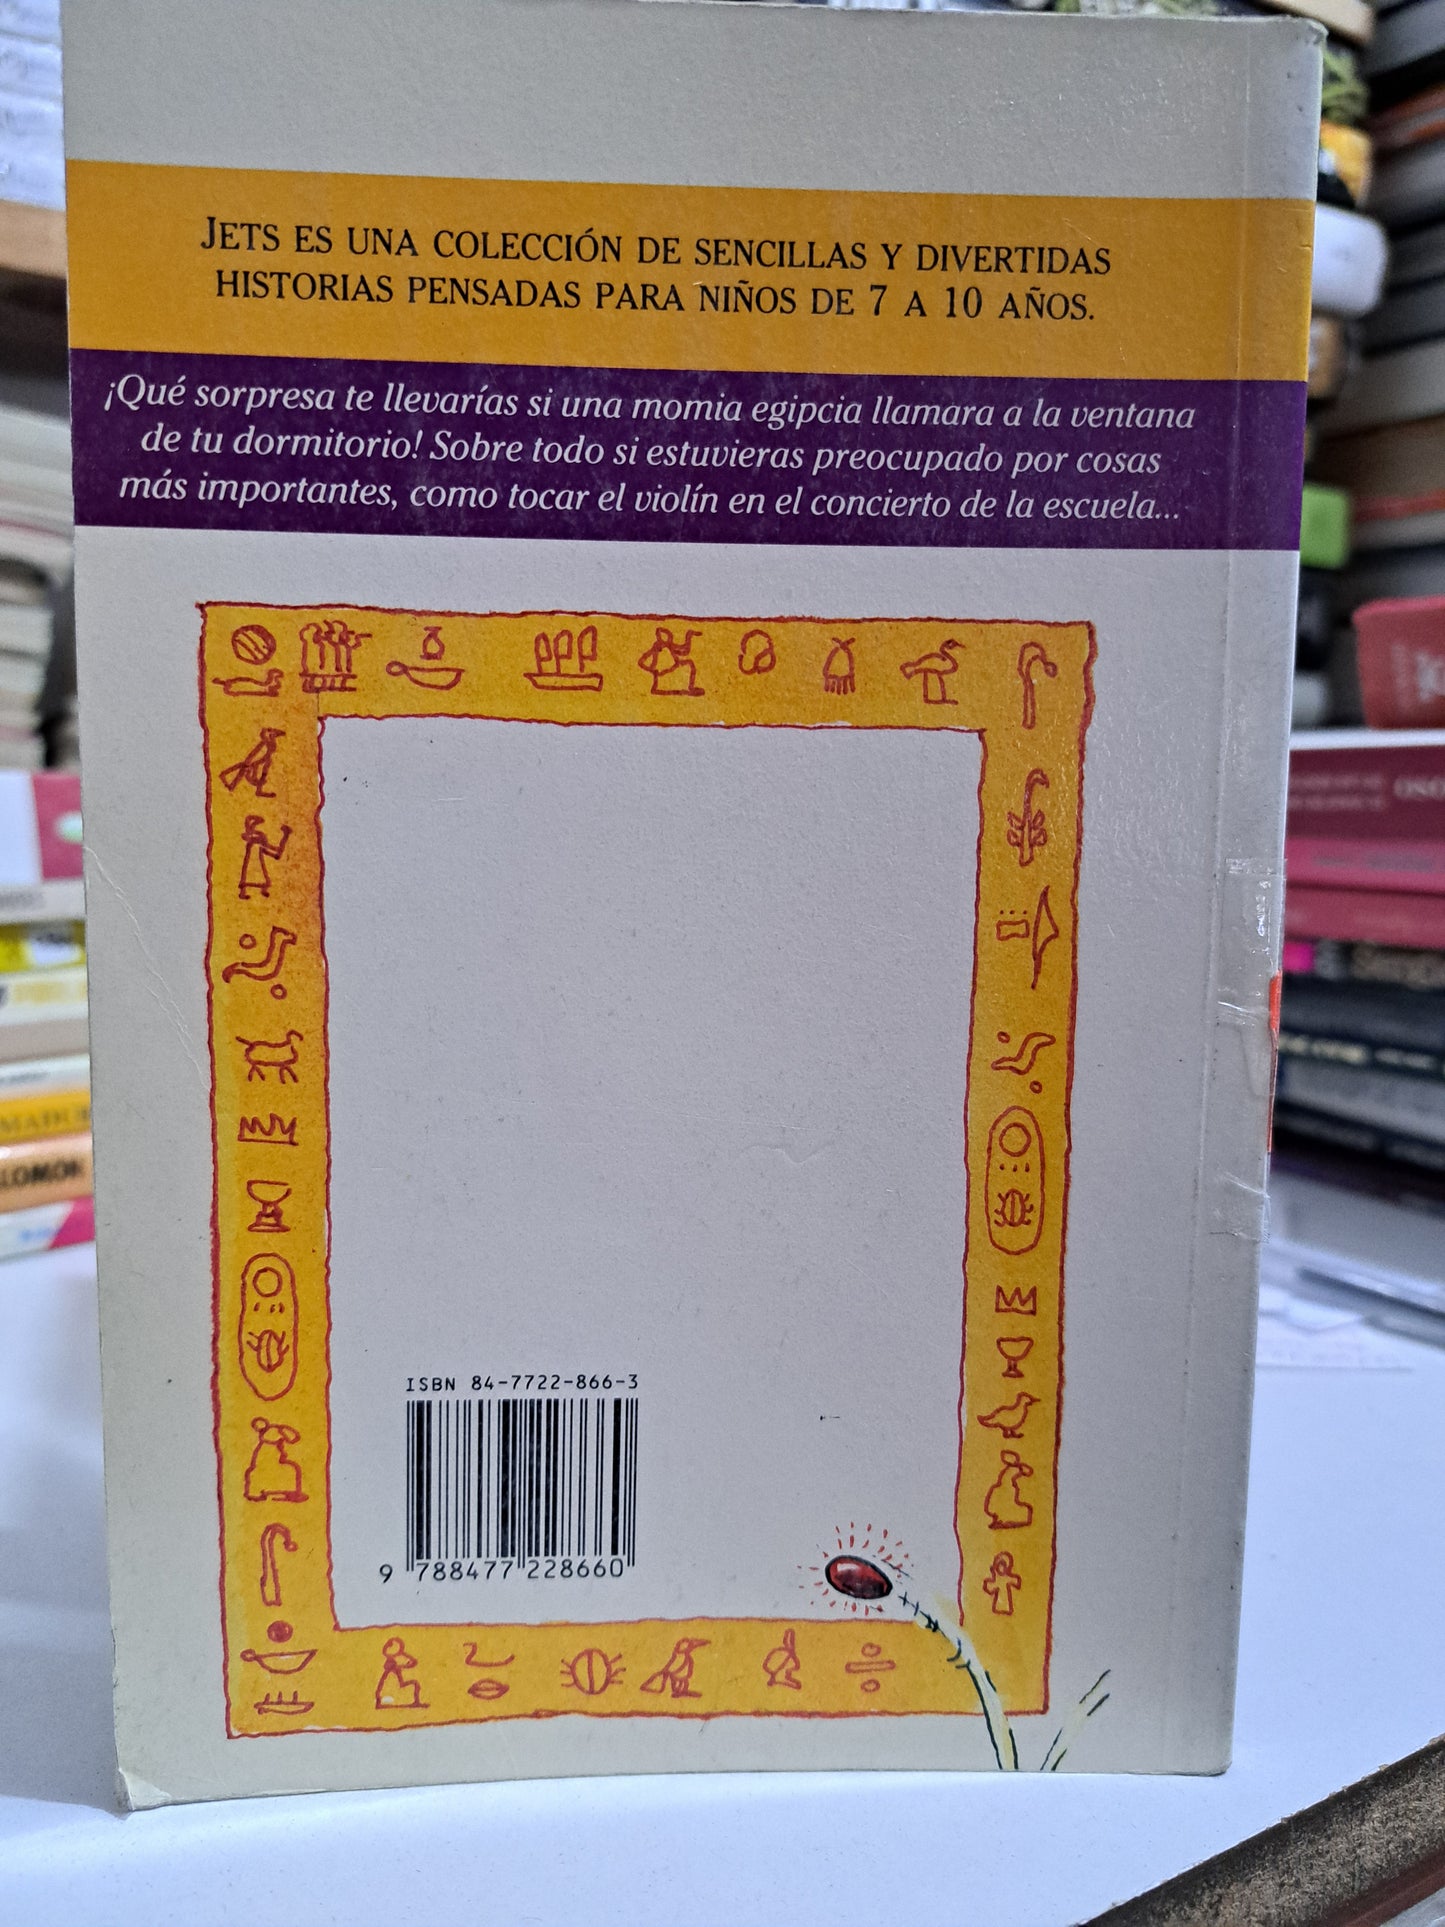 JETS ES UNA COLECCIÓN DE SENCILLAS Y DIVERTIDAS
HISTORIAS PENSADAS PARA NIÑOS DE 7 A 10 AÑOS.
¡Qué sorpresa te llevarías si una momia egipcia llamara a la ventana
de tu dormitorio! Sobre todo si estuvieras preocupado por cosas
más importantes, como tocar el violín en el concierto de la escuela...
ISBN 84-7722-866-3
9 788477 228660